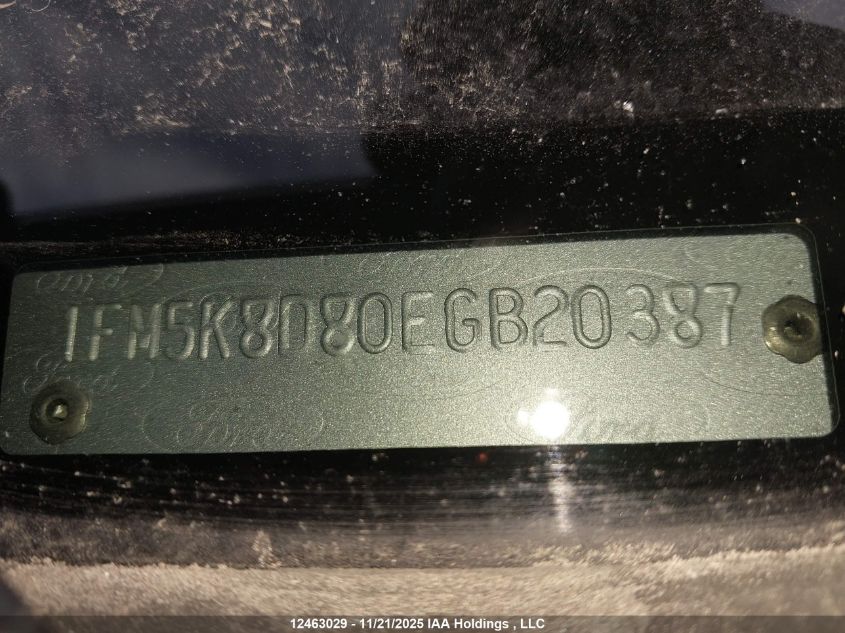 1FM5K8D80EGB20387
12463029 - 11/21/2025 IAA Holdings , LLC